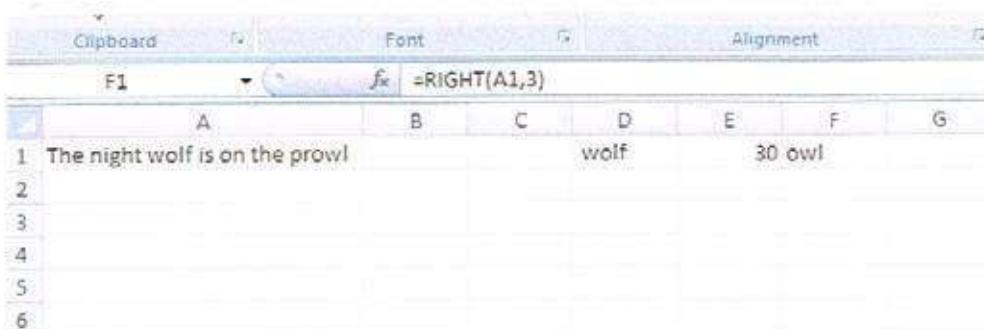 Clipboard Font Alignment
F1 fx =RIGHT(A1,3)
A B C D E F G
1 The night wolf is on the prowl wolf 30 owl
2
3
4
5
6